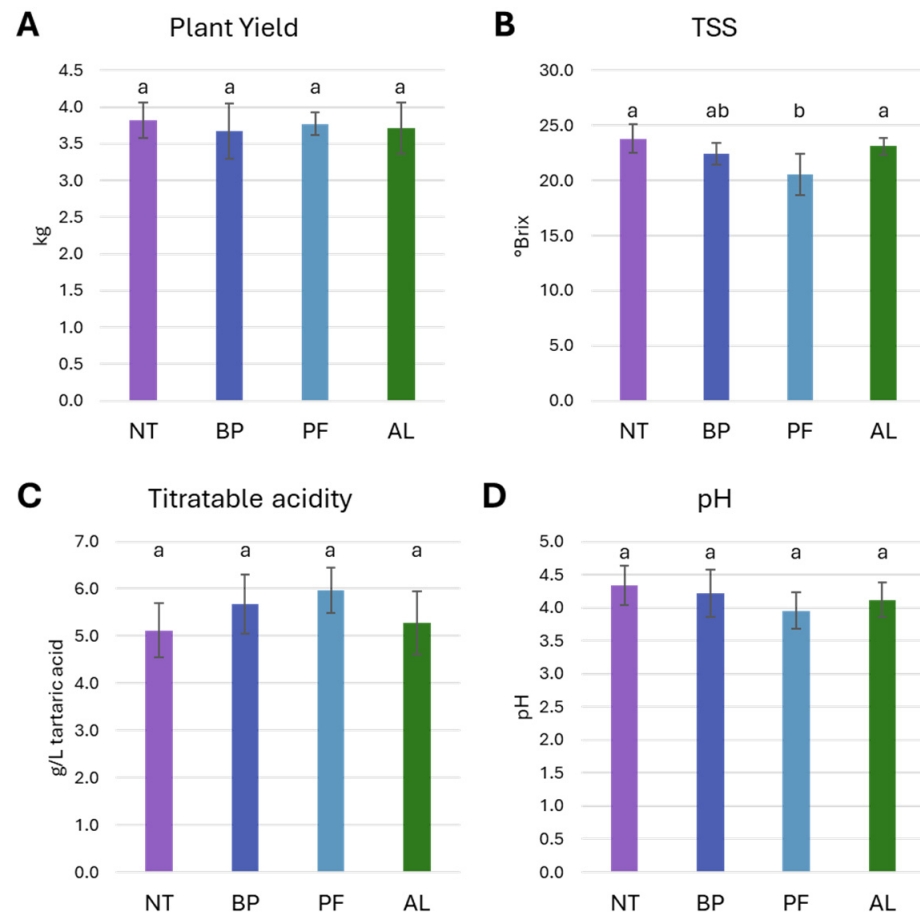 A
Plant Yield
kg
4.5
4.0
3.5
3.0
2.5
2.0
1.5
1.0
0.5
0.0
a a a a
NT BP PF AL
B
TSS
°Brix
30.0
25.0
20.0
15.0
10.0
5.0
0.0
a ab b a
NT BP PF AL
C
Titratable acidity
g/L tartaric acid
7.0
6.0
5.0
4.0
3.0
2.0
1.0
0.0
a a a a
NT BP PF AL
D
pH
pH
5.0
4.5
4.0
3.5
3.0
2.5
2.0
1.5
1.0
0.5
0.0
a a a a
NT BP PF AL